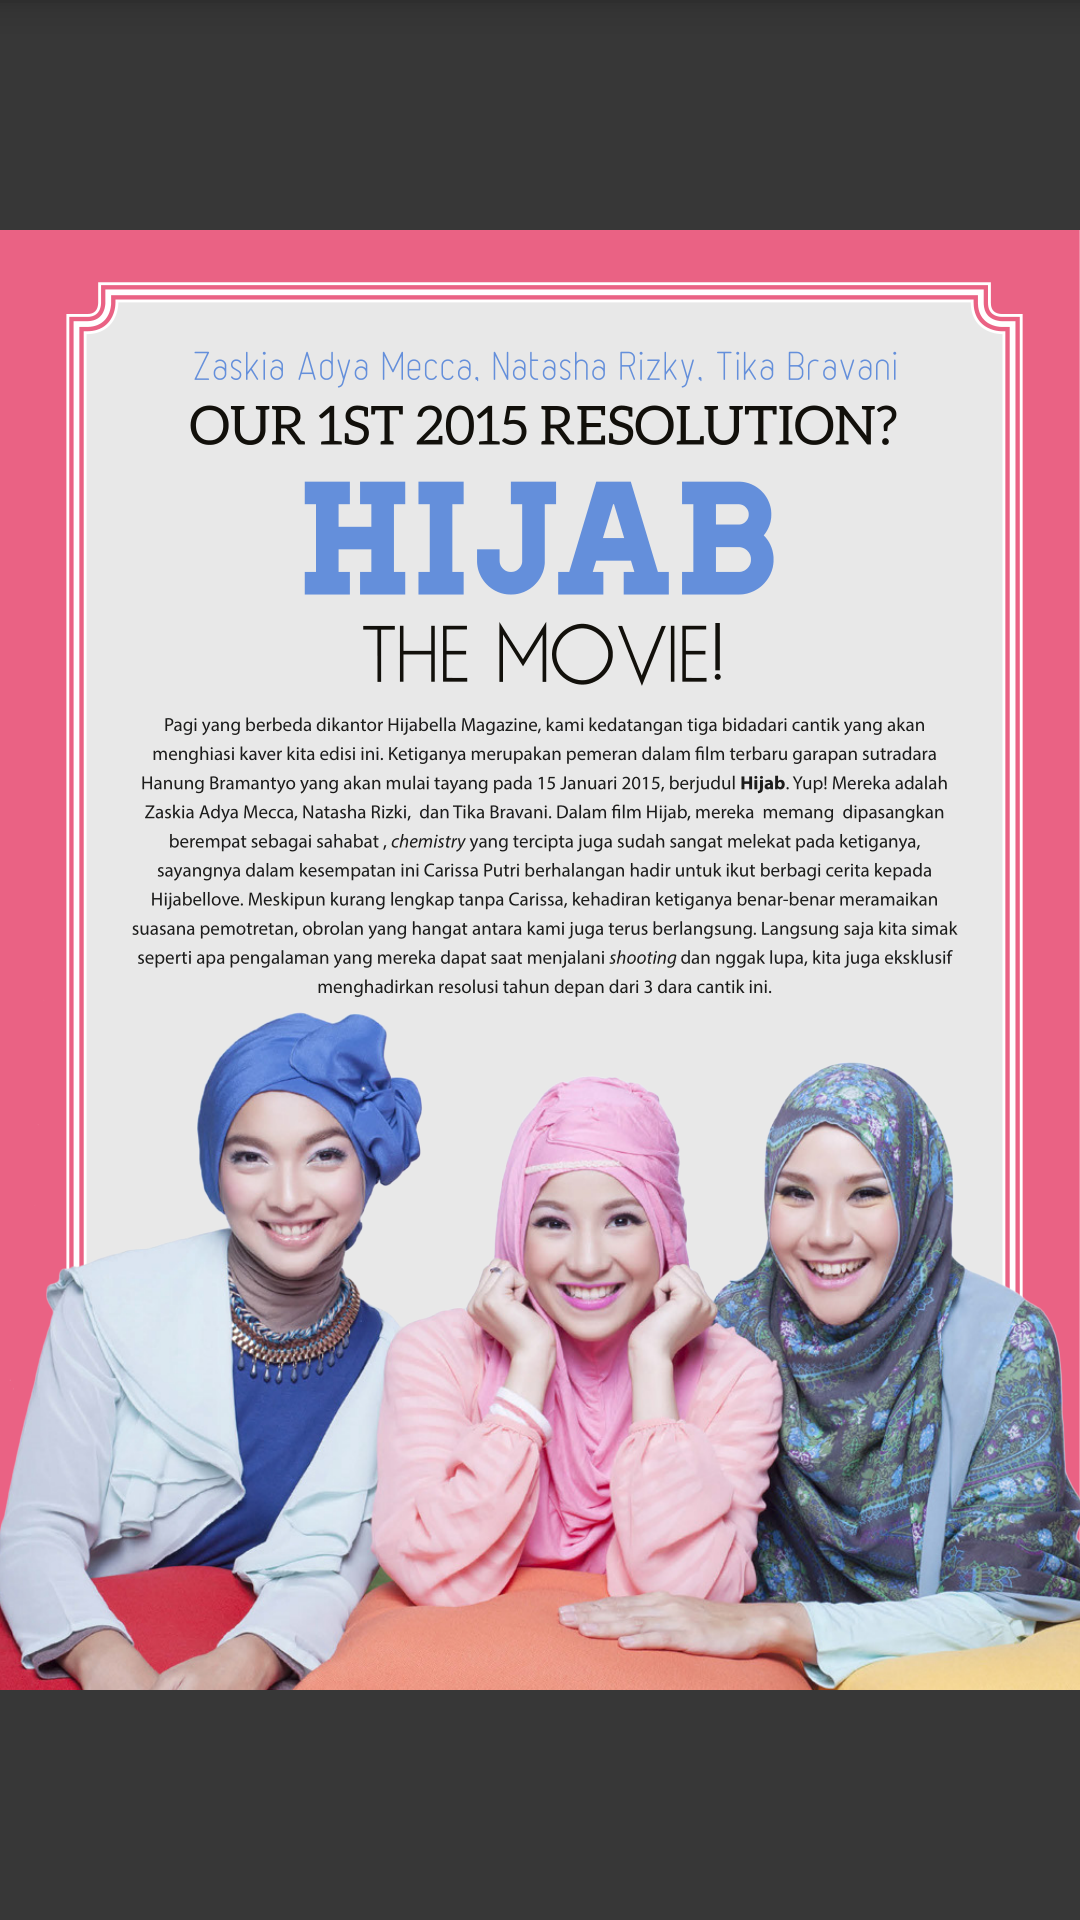 Zaskia Adya Mecca, Natasha Rizky, Tika Bravani
OUR 1ST 2015 RESOLUTION?
HIJAB
THE MOVIE!
Pagi yang berbeda dikantor Hijabella Magazine, kami kedatangan tiga bidadari cantik yang akan
menghiasi kaver kita edisi ini. Ketiganya merupakan pemeran dalam film terbaru garapan sutradara
Hanung Bramantyo yang akan mulai tayang pada 15 Januari 2015, berjudul Hijab. Yup! Mereka adalah
Zaskia Adya Mecca, Natasha Rizki, dan Tika Bravani. Dalam film Hijab, mereka memang dipasangkan
berempat sebagai sahabat , chemistry yang tercipta juga sudah sangat melekat pada ketiganya,
sayangnya dalam kesempatan ini Carissa Putri berhalangan hadir untuk ikut berbagi cerita kepada
Hijabellove. Meskipun kurang lengkap tanpa Carissa, kehadiran ketiganya benar-benar meramaikan
suasana pemotretan, obrolan yang hangat antara kami juga terus berlangsung. Langsung saja kita simak
seperti apa pengalaman yang mereka dapat saat menjalani shooting dan nggak lupa, kita juga eksklusif
menghadirkan resolusi tahun depan dari 3 dara cantik ini.